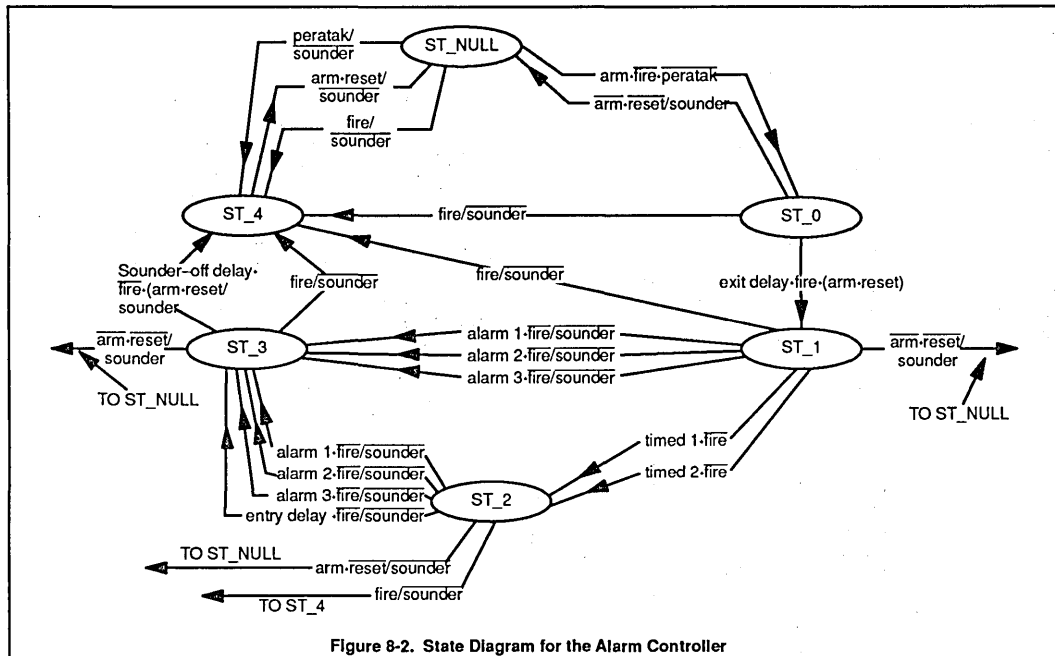 ST_NULL
peratak/
sounder
arm·reset/
sounder
fire/
sounder
arm·fire·peratak
arm·reset/sounder
ST_4
fire/sounder
ST_0
Sounder-off delay·
fire·(arm·reset/
sounder
fire/sounder
fire/sounder
exit delay·fire·(arm·reset)
arm·reset/
sounder
ST_3
alarm 1·fire/sounder
alarm 2·fire/sounder
alarm 3·fire/sounder
ST_1
arm·reset/
sounder
TO ST_NULL
TO ST_NULL
timed 1·fire
timed 2·fire
alarm 1·fire/sounder
alarm 2·fire/sounder
alarm 3·fire/sounder
entry delay·fire/sounder
ST_2
TO ST_NULL
arm·reset/sounder
TO ST_4
fire/sounder
Figure 8-2. State Diagram for the Alarm Controller